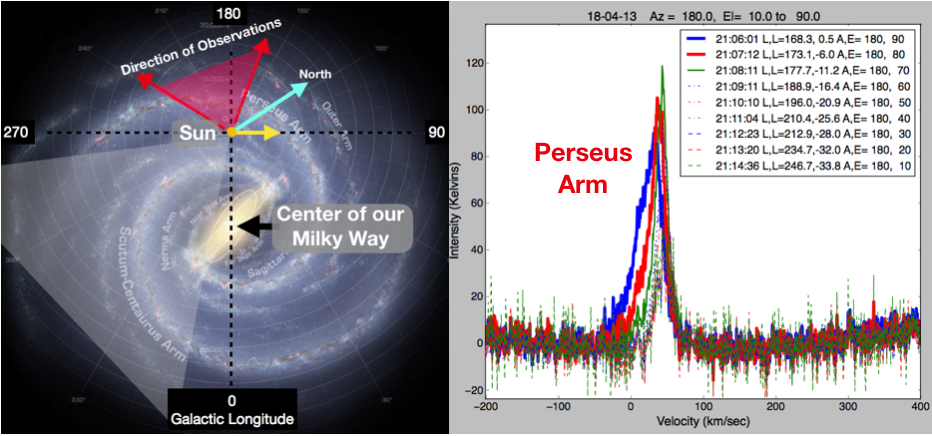 180
Direction of Observations
North
Perseus Arm
Outer Arm
270
Sun
90
Center of our
Milky Way
Norma Arm
Scutum-Centaurus Arm
0
Galactic Longitude
18-04-13 Az = 180.0, El= 10.0 to 90.0
21:06:01 L,L=168.3, 0.5 A,E= 180, 90
21:07:12 L,L=173.1,-6.0 A,E= 180, 80
21:08:11 L,L=177.7,-11.2 A,E= 180, 70
21:09:11 L,L=188.9,-16.4 A,E= 180, 60
21:10:10 L,L=196.0,-20.9 A,E= 180, 50
21:11:04 L,L=210.4,-25.6 A,E= 180, 40
21:12:23 L,L=212.9,-28.0 A,E= 180, 30
21:13:20 L,L=234.7,-32.0 A,E= 180, 20
21:14:36 L,L=246.7,-33.8 A,E= 180, 10
Perseus
Arm
Intensity (Kelvins)
120
100
80
60
40
20
0
−20
−200
−100
0
100
200
300
400
Velocity (km/sec)